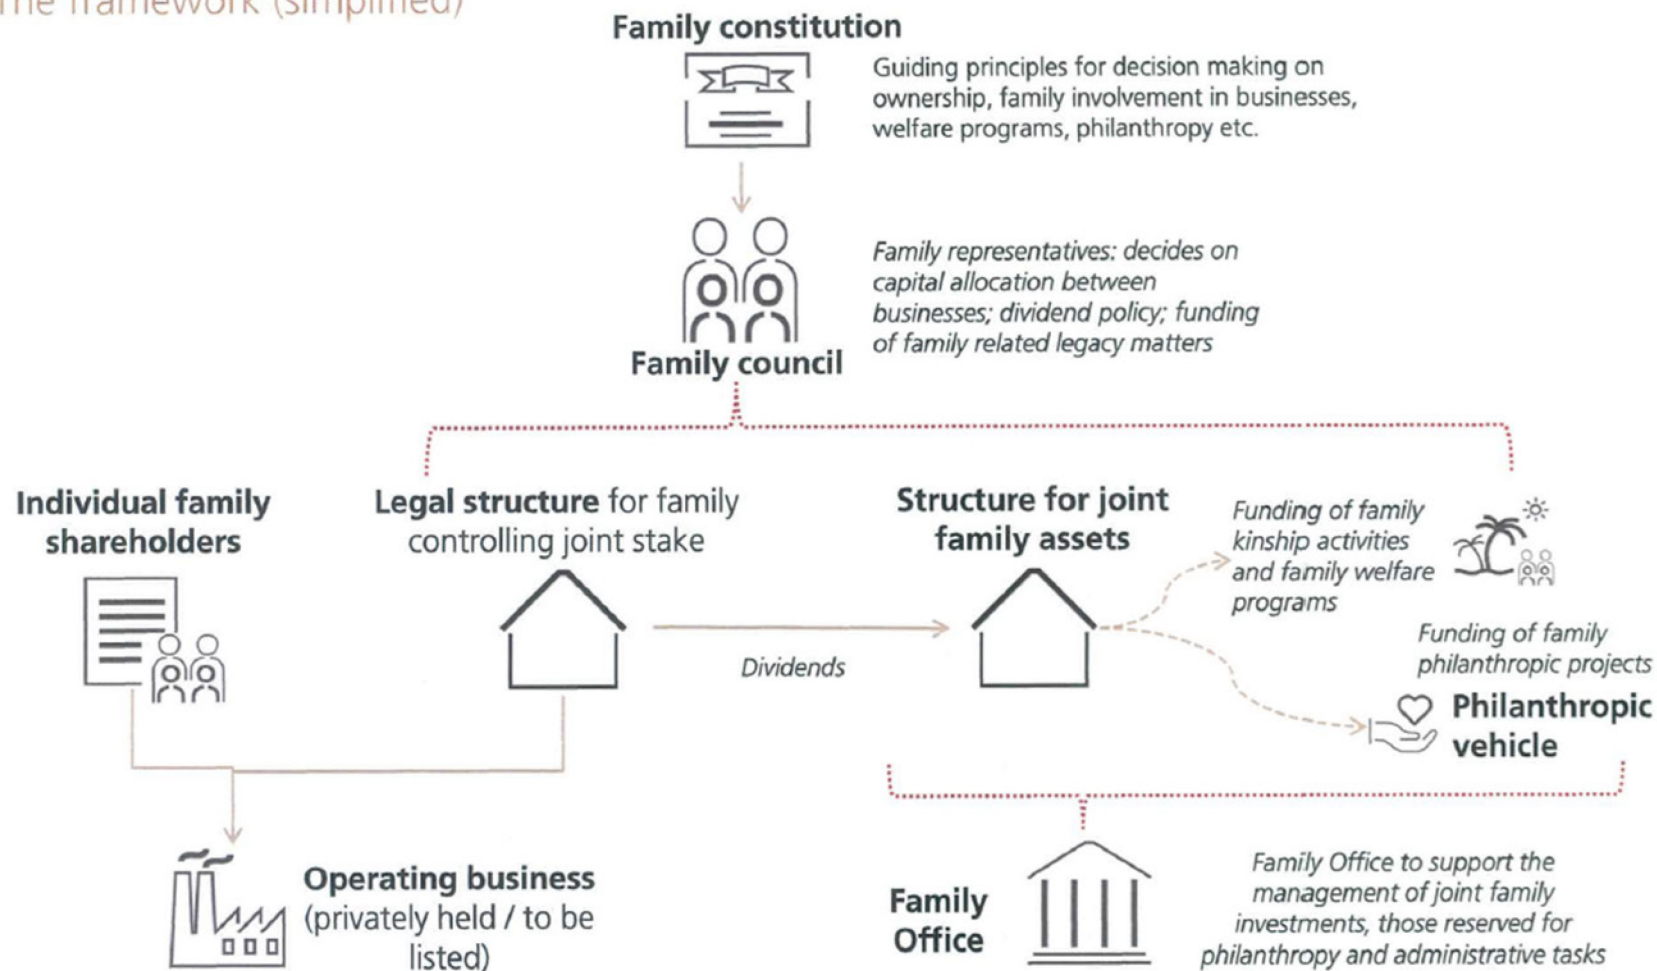 The framework (simplified)
Family constitution
Guiding principles for decision making on
ownership, family involvement in businesses,
welfare programs, philanthropy etc.
Family representatives: decides on
capital allocation between
businesses; dividend policy; funding
of family related legacy matters
Family council
Individual family
shareholders
Legal structure for family
controlling joint stake
Structure for joint
family assets
Funding of family
kinship activities
and family welfare
programs
Dividends
Funding of family
philanthropic projects
Philanthropic
vehicle
Operating business
(privately held / to be
listed)
Family
Office
Family Office to support the
management of joint family
investments, those reserved for
philanthropy and administrative tasks